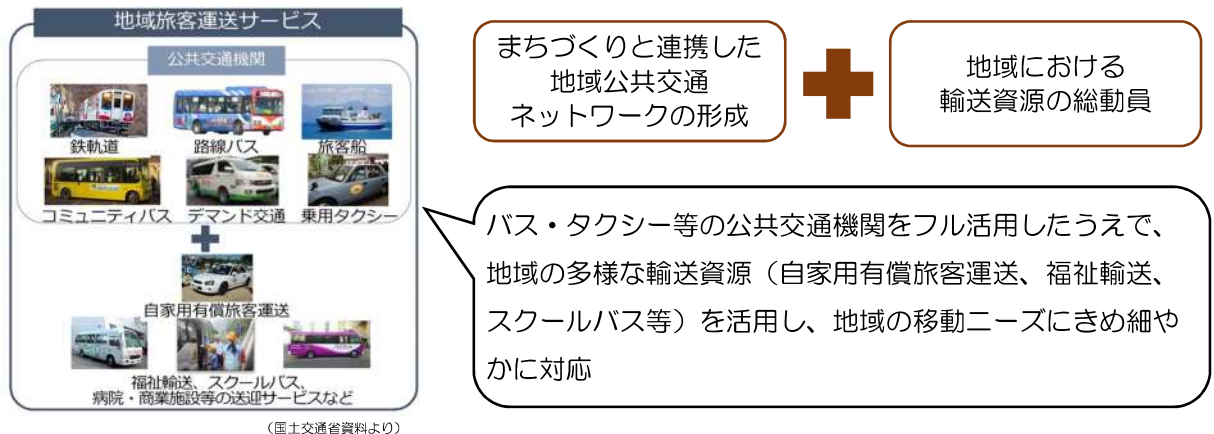 地域旅客運送サービス
公共交通機関
鉄軌道
路線バス
旅客船
コミュニティバス
デマンド交通
乗用タクシー
自家用有償旅客運送
福祉輸送、スクールバス、
病院・商業施設等の送迎サービスなど
(国土交通省資料より)
まちづくりと連携した
地域公共交通
ネットワークの形成
地域における
輸送資源の総動員
バス・タクシー等の公共交通機関をフル活用したうえで、
地域の多様な輸送資源(自家用有償旅客運送、福祉輸送、
スクールバス等)を活用し、地域の移動ニーズにきめ細や
かに対応